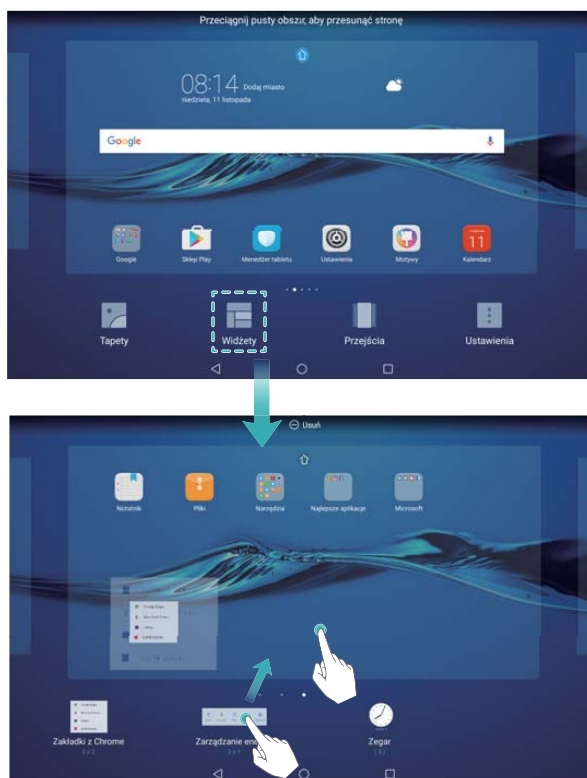 Przeciągnij pusty obszar, aby przesunąć stronę
08:14 Dodaj miasto
niedziela, 11 listopada
Google
11
Google
Sklep Play
Menedżer tabletu
Ustawienia
Motywy
Kalendarz
Tapety
Widżety
Przejścia
Ustawienia
Usuń
Notatnik
Pliki
Narzędzia
Najlepsze aplikacje
Microsoft
Zakładki z Chrome
2 x 2
Zarządzanie ene
Zegar